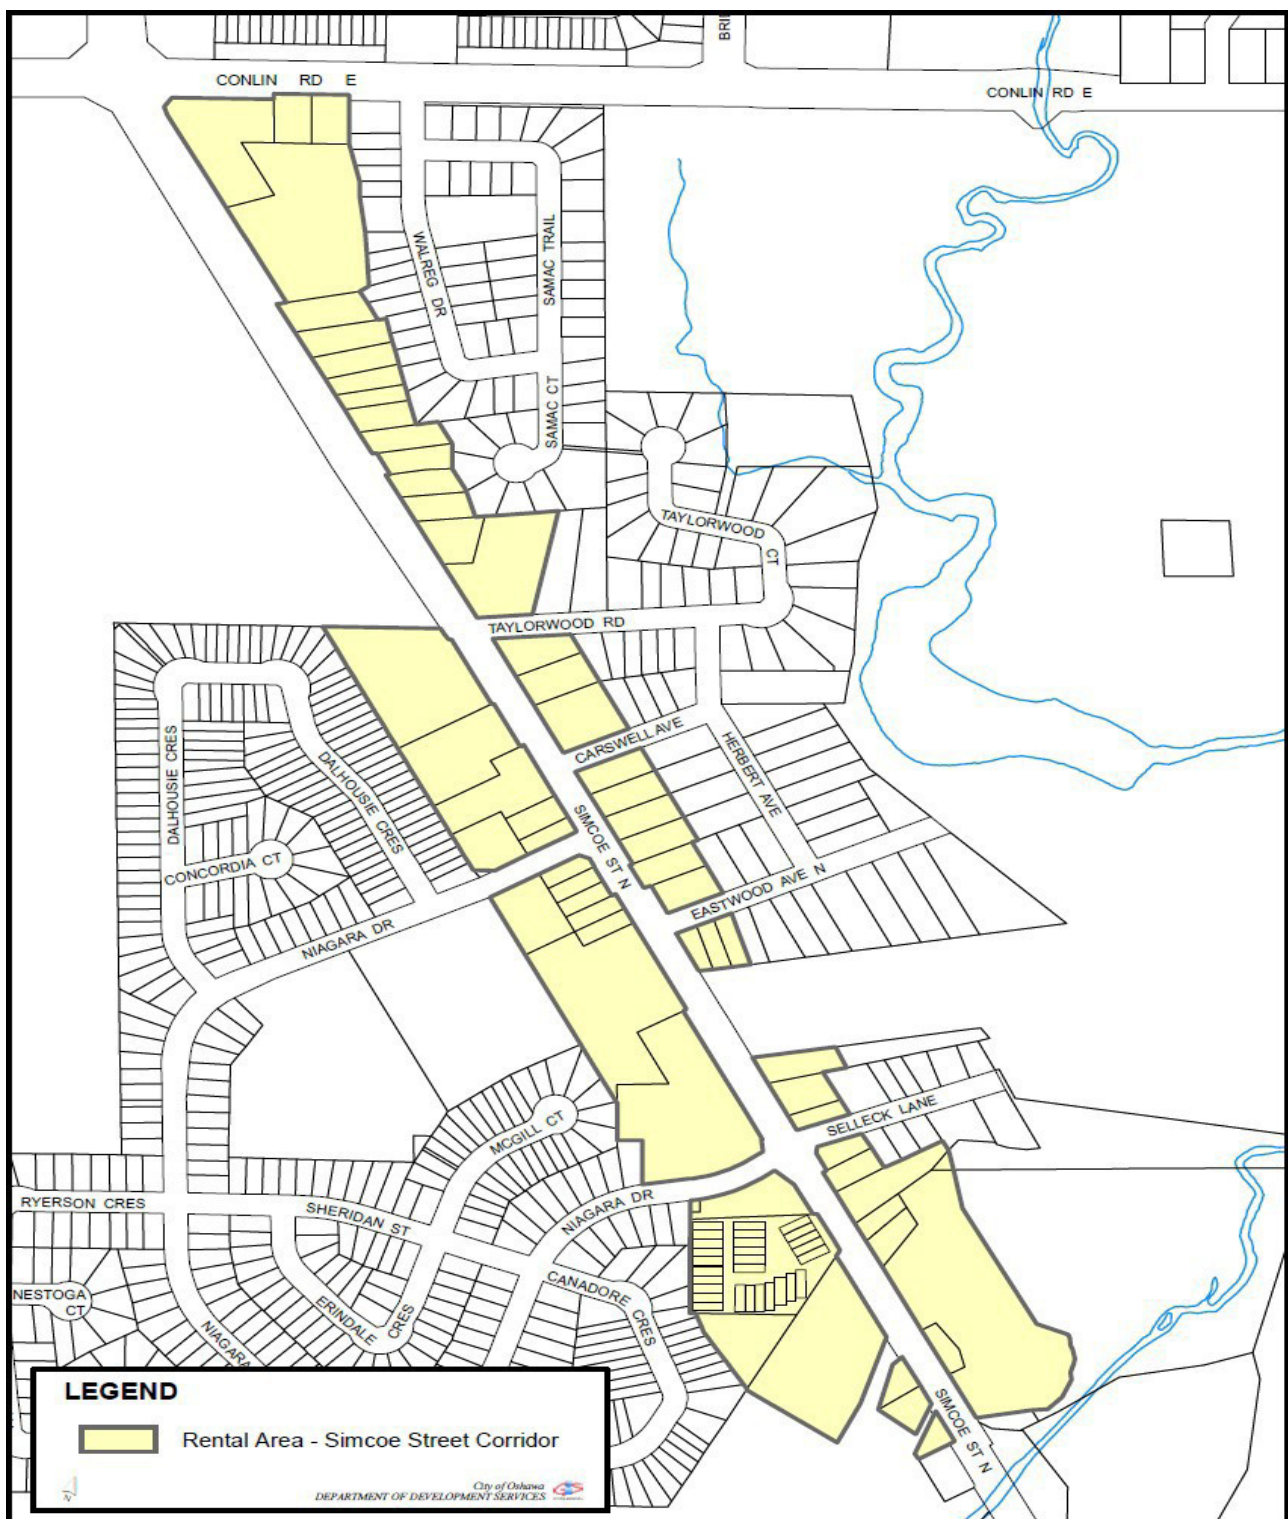 BRI
CONLIN RD E
CONLIN RD E
WALREG DR
SAMAC TRAIL
SAMAC CT
TAYLORWOOD
CT
TAYLORWOOD RD
CARSWELL AVE
HERBERT AVE
DALHOUSIE CRES
DALHOUSIE CRES
SIMCOE ST N
CONCORDIA CT
EASTWOOD AVE N
NIAGARA DR
SELLECK LANE
MCGILL CT
RYERSON CRES
SHERIDAN ST
NIAGARA DR
NESTOGA
CT
ERINDALE
CRES
CANADORE CRES
NIAGARA
SIMCOE ST N
LEGEND
Rental Area - Simcoe Street Corridor
N
City of Oshawa
DEPARTMENT OF DEVELOPMENT SERVICES